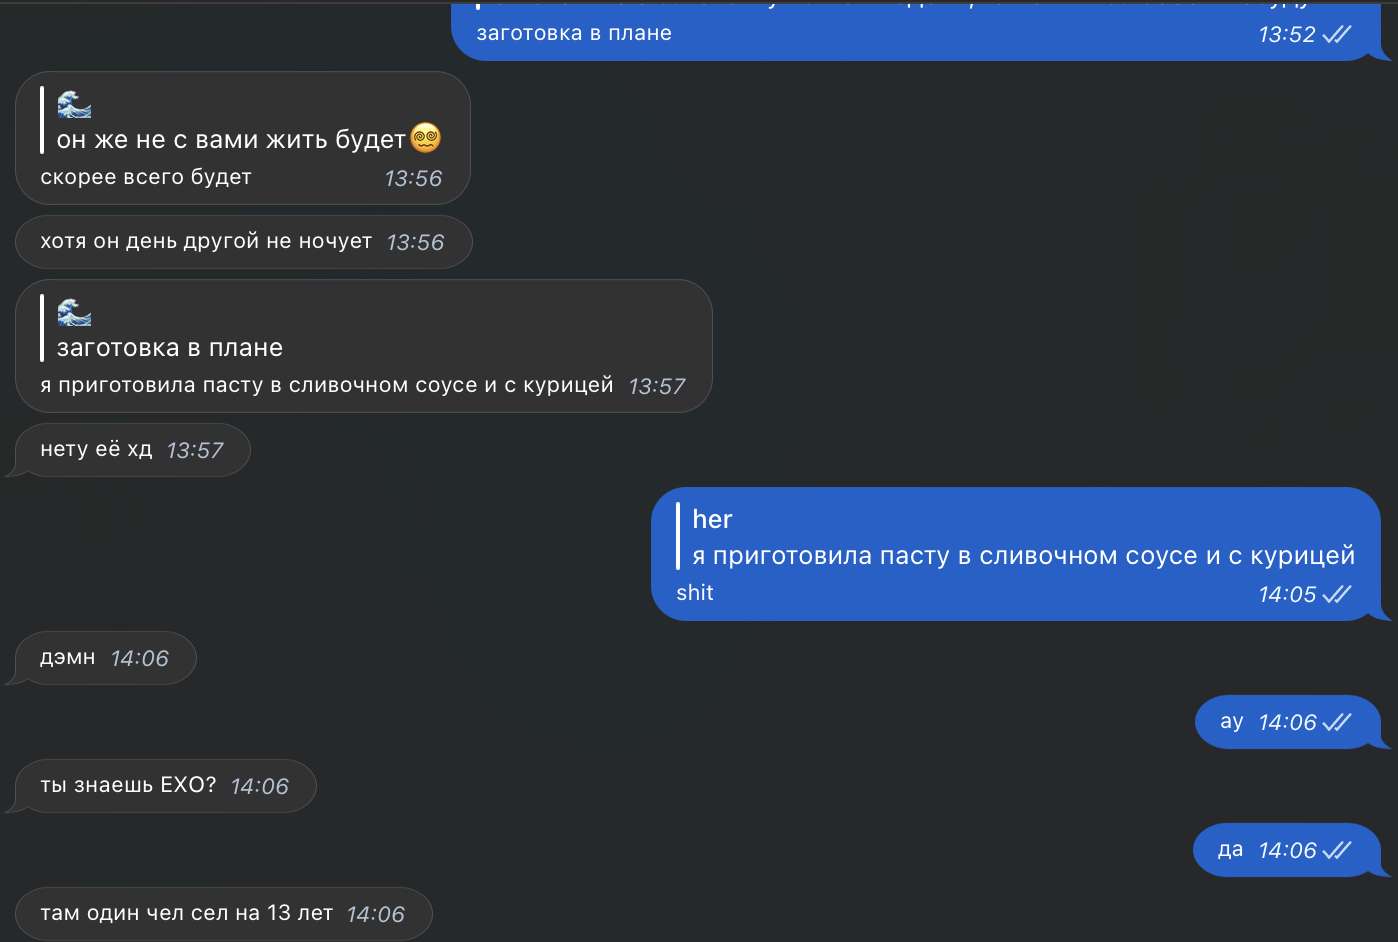 заготовка в плане
13:52
он же не с вами жить будет😵‍💫
скорее всего будет 13:56
хотя он день другой не ночует 13:56
заготовка в плане
я приготовила пасту в сливочном соусе и с курицей 13:57
нету её хд 13:57
her
я приготовила пасту в сливочном соусе и с курицей
shit 14:05
дэмн 14:06
ау 14:06
ты знаешь EXO? 14:06
да 14:06
там один чел сел на 13 лет 14:06